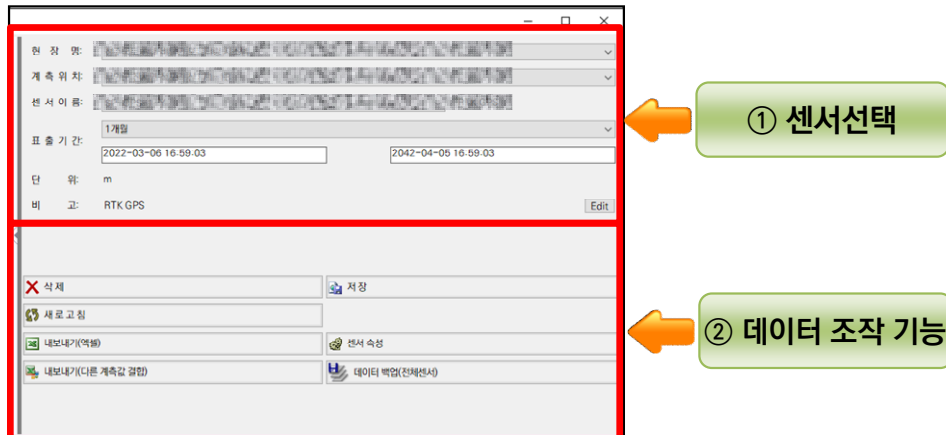 현 장 명:
계 측 위 치:
센 서 이 름:
표 출 기 간:
1개월
2022-03-06 16:59:03
2042-04-05 16:59:03
단 위: m
비 고: RTK GPS
Edit
① 센서선택
삭제
저장
새로고침
내보내기(엑셀)
센서 속성
내보내기(다른 계측값 결합)
데이터 백업(전체센서)
② 데이터 조작 기능